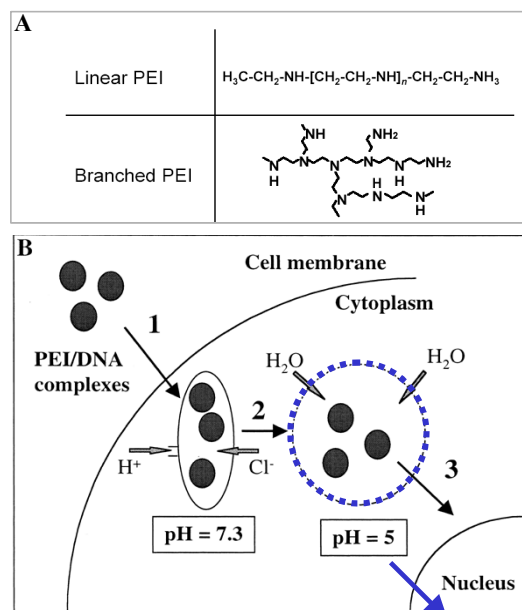 A
Linear PEI
H₃C-CH₂-NH-[CH₂-CH₂-NH]ₙ-CH₂-CH₂-NH₃
Branched PEI
NH
NH₂
N
N
N
N
NH₂
N
H
N
H
N
H
N
N
H
B
Cell membrane
Cytoplasm
1
PEI/DNA
complexes
H₂O
H₂O
2
3
H⁺
Cl⁻
pH = 7.3
pH = 5
Nucleus